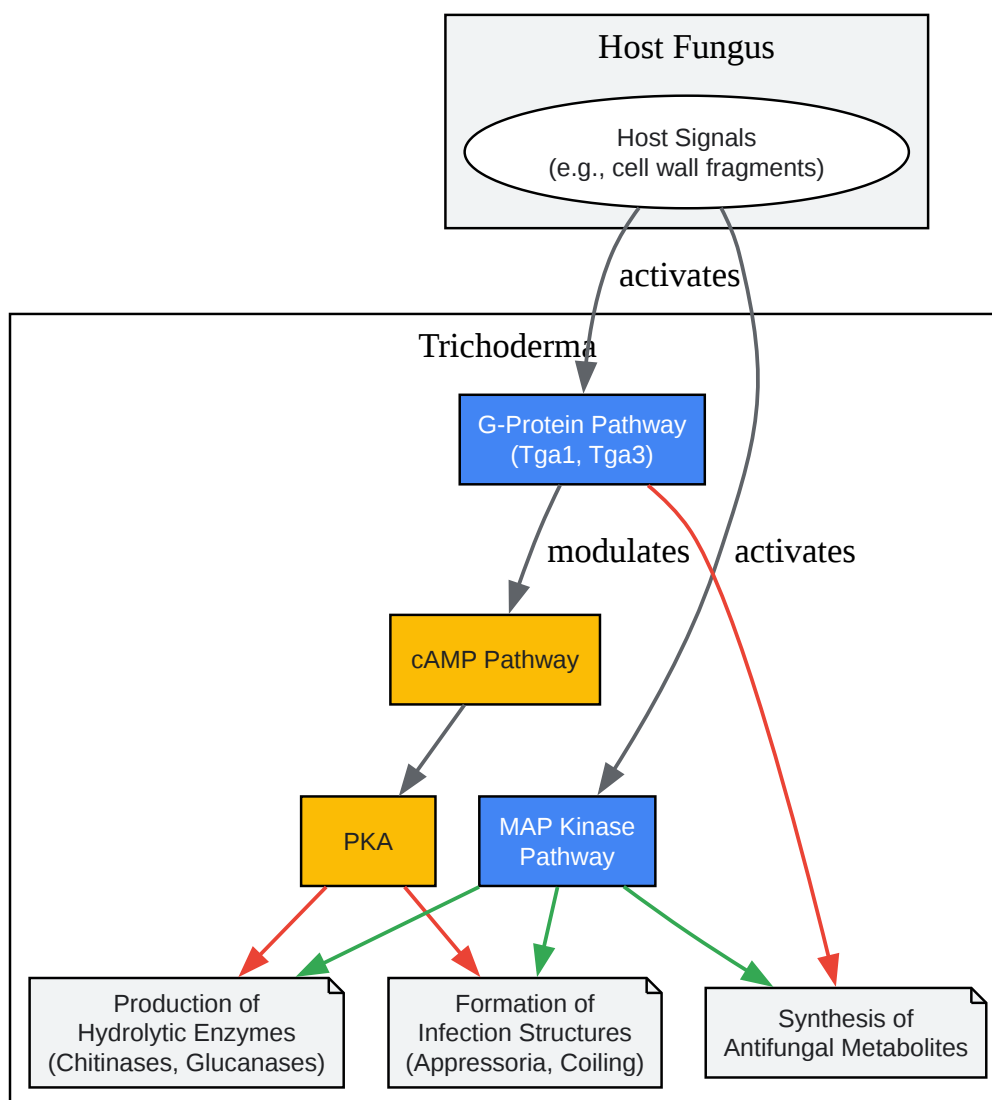 Host Fungus
Host Signals
(e.g., cell wall fragments)
activates
Trichoderma
G-Protein Pathway
(Tga1, Tga3)
modulates
activates
cAMP Pathway
PKA
MAP Kinase
Pathway
Production of
Hydrolytic Enzymes
(Chitinases, Glucanases)
Formation of
Infection Structures
(Appressoria, Coiling)
Synthesis of
Antifungal Metabolites